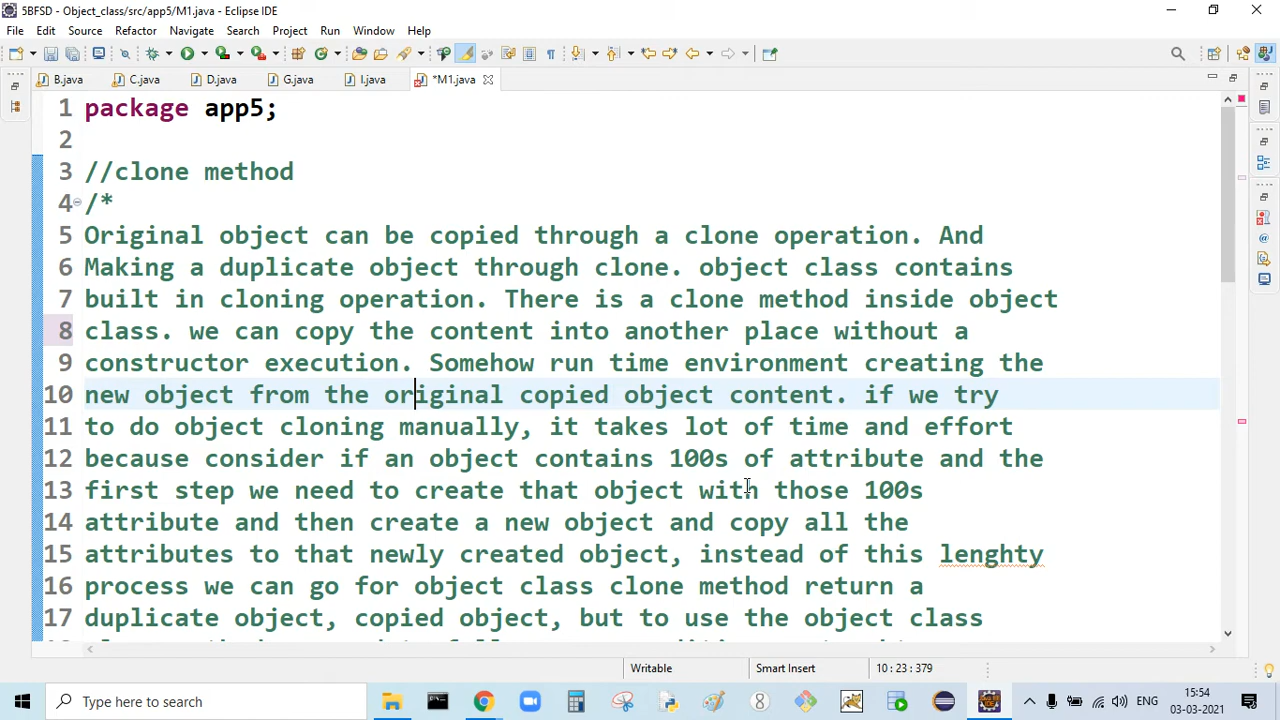 5BFSD - Object_class/src/app5/M1.java - Eclipse IDE
File Edit Source Refactor Navigate Search Project Run Window Help
B.java C.java D.java G.java I.java *M1.java
1 package app5;
2
3 //clone method
4 /*
5 Original object can be copied through a clone operation. And
6 Making a duplicate object through clone. object class contains
7 built in cloning operation. There is a clone method inside object
8 class. we can copy the content into another place without a
9 constructor execution. Somehow run time environment creating the
10 new object from the original copied object content. if we try
11 to do object cloning manually, it takes lot of time and effort
12 because consider if an object contains 100s of attribute and the
13 first step we need to create that object with those 100s
14 attribute and then create a new object and copy all the
15 attributes to that newly created object, instead of this lenghty
16 process we can go for object class clone method return a
17 duplicate object, copied object, but to use the object class
Writable Smart Insert 10 : 23 : 379
Type here to search
ENG
15:54
03-03-2021